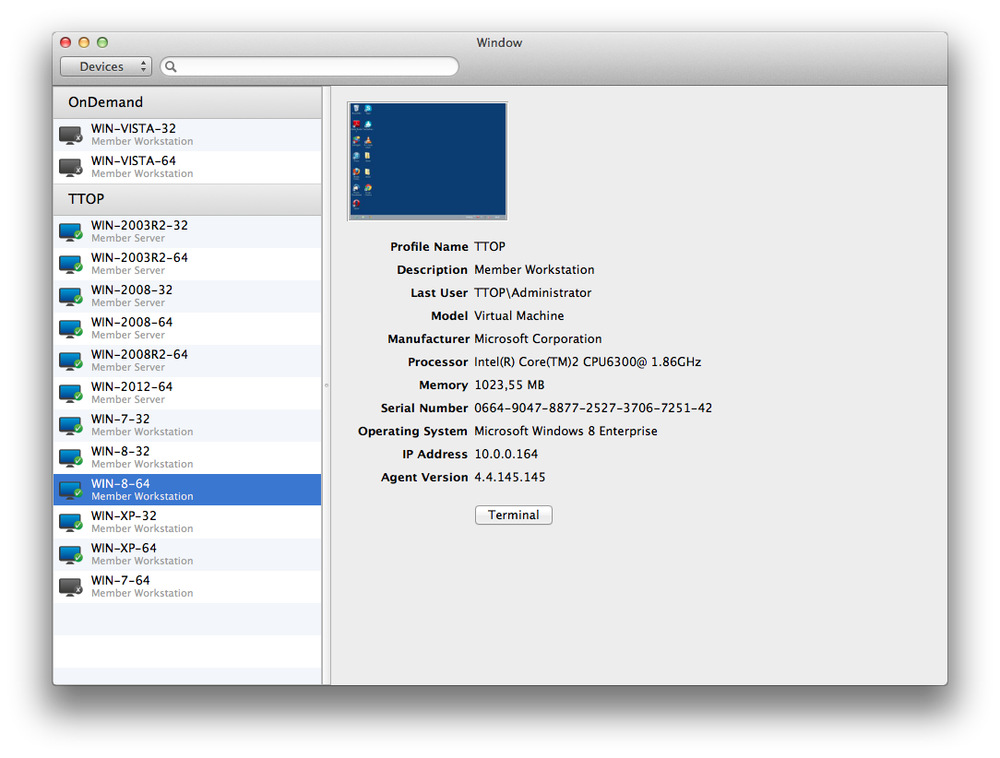 Window
Devices
OnDemand
WIN-VISTA-32
Member Workstation
WIN-VISTA-64
Member Workstation
TTOP
WIN-2003R2-32
Member Server
WIN-2003R2-64
Member Server
WIN-2008-32
Member Server
WIN-2008-64
Member Server
WIN-2008R2-64
Member Server
WIN-2012-64
Member Server
WIN-7-32
Member Workstation
WIN-8-32
Member Workstation
WIN-8-64
Member Workstation
WIN-XP-32
Member Workstation
WIN-XP-64
Member Workstation
WIN-7-64
Member Workstation
Profile Name TTOP
Description Member Workstation
Last User TTOP\Administrator
Model Virtual Machine
Manufacturer Microsoft Corporation
Processor Intel(R) Core(TM)2 CPU6300@ 1.86GHz
Memory 1023,55 MB
Serial Number 0664-9047-8877-2527-3706-7251-42
Operating System Microsoft Windows 8 Enterprise
IP Address 10.0.0.164
Agent Version 4.4.145.145
Terminal